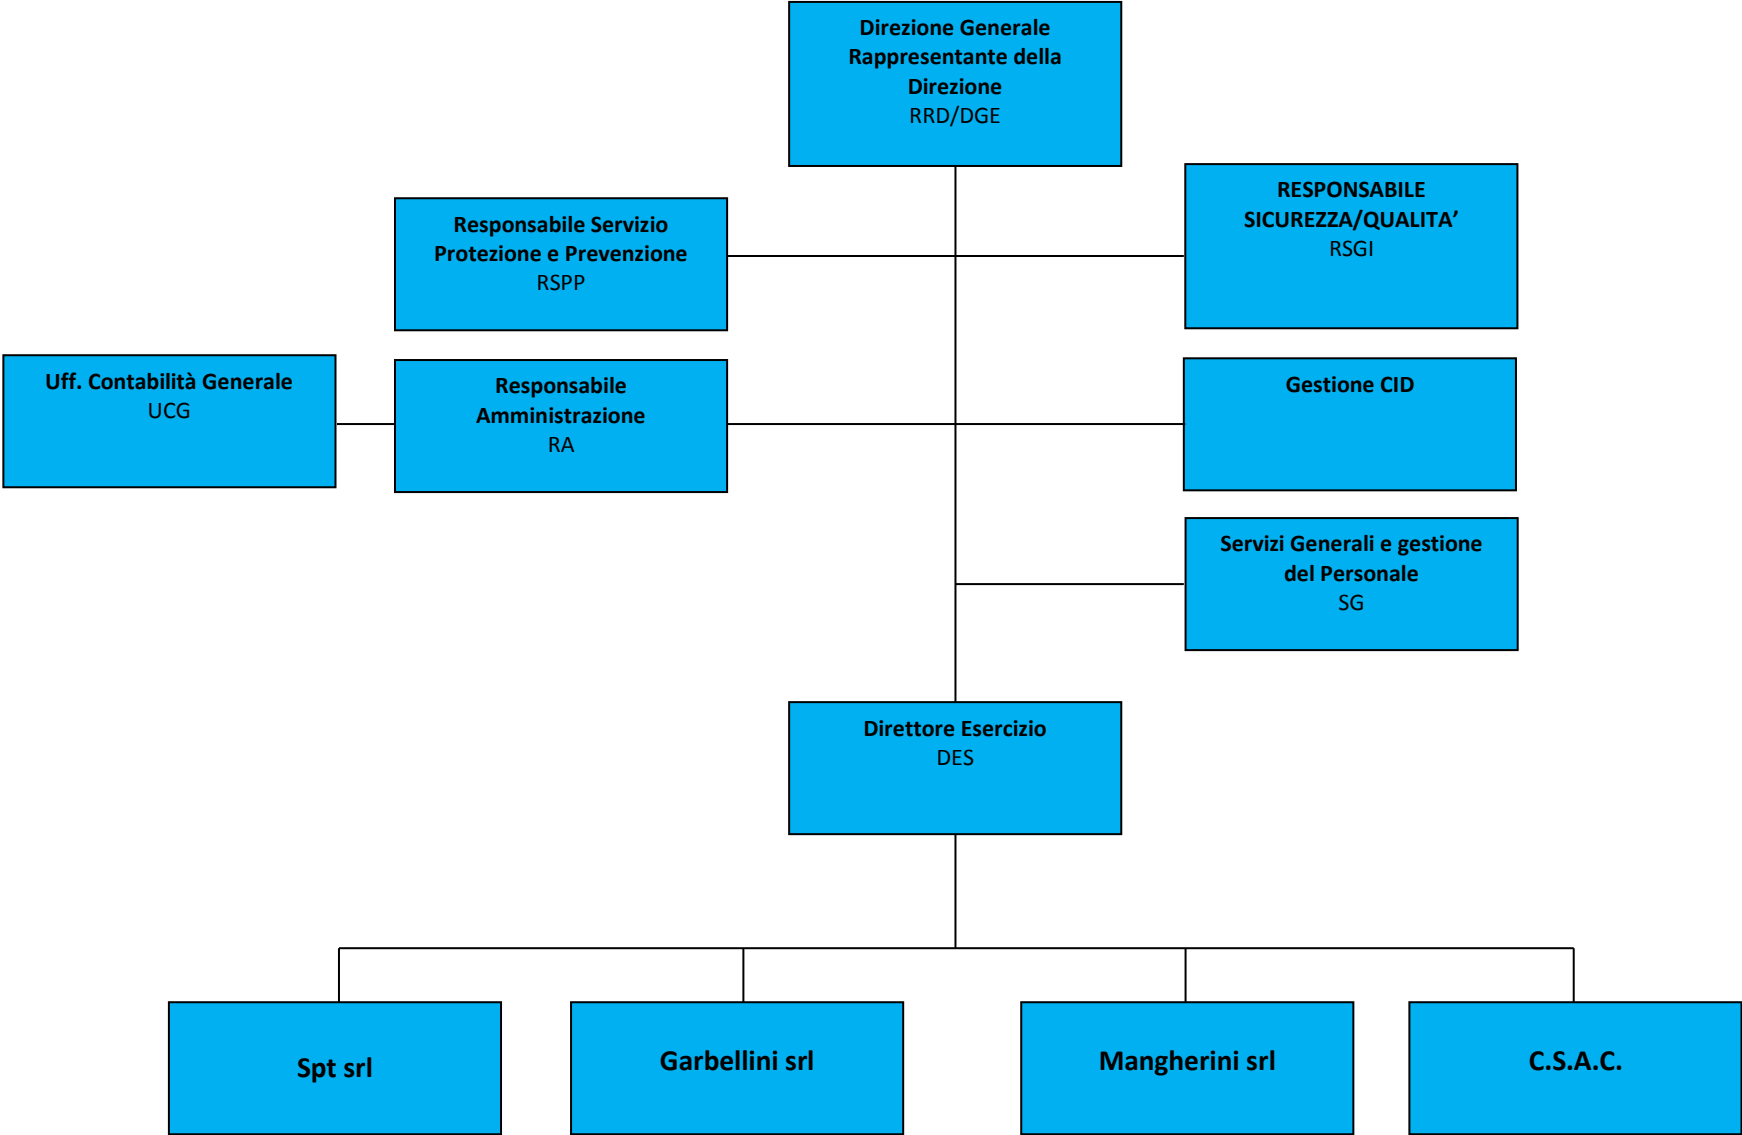 Direzione Generale
Rappresentante della
Direzione
RRD/DGE
RESPONSABILE
SICUREZZA/QUALITA’
RSGI
Responsabile Servizio
Protezione e Prevenzione
RSPP
Uff. Contabilità Generale
UCG
Responsabile
Amministrazione
RA
Gestione CID
Servizi Generali e gestione
del Personale
SG
Direttore Esercizio
DES
Spt srl
Garbellini srl
Mangherini srl
C.S.A.C.